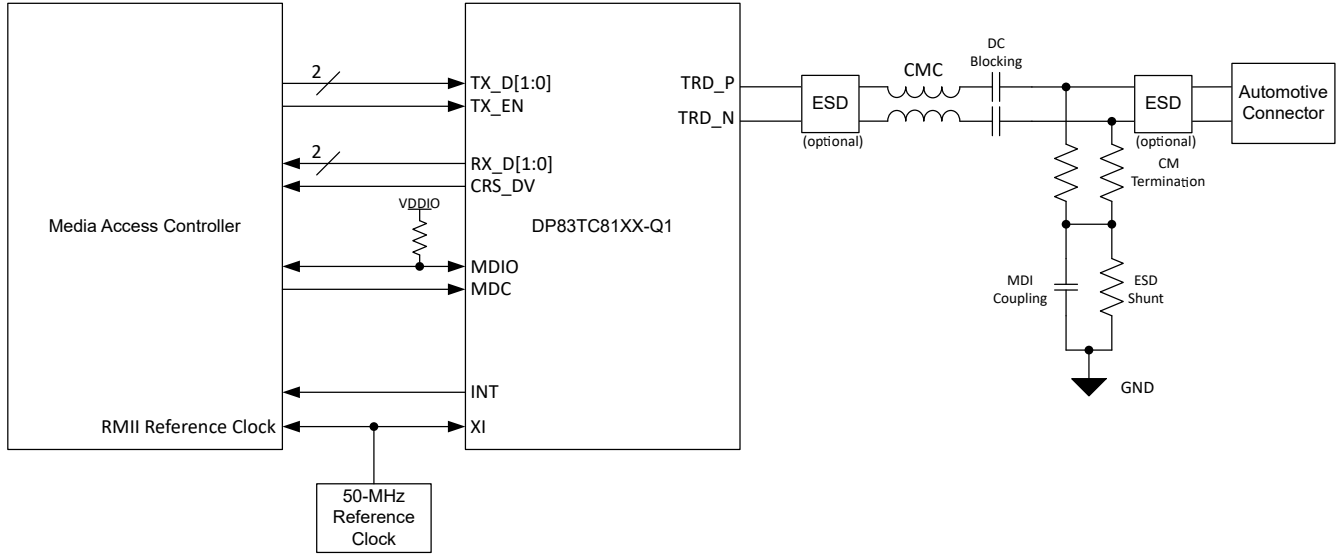 Media Access Controller
RMII Reference Clock
2
2
VDDIO
50-MHz
Reference
Clock
TX_D[1:0]
TX_EN
RX_D[1:0]
CRS_DV
MDIO
MDC
INT
XI
DP83TC81XX-Q1
TRD_P
TRD_N
ESD
(optional)
CMC
DC
Blocking
ESD
(optional)
Automotive
Connector
CM
Termination
MDI
Coupling
ESD
Shunt
GND